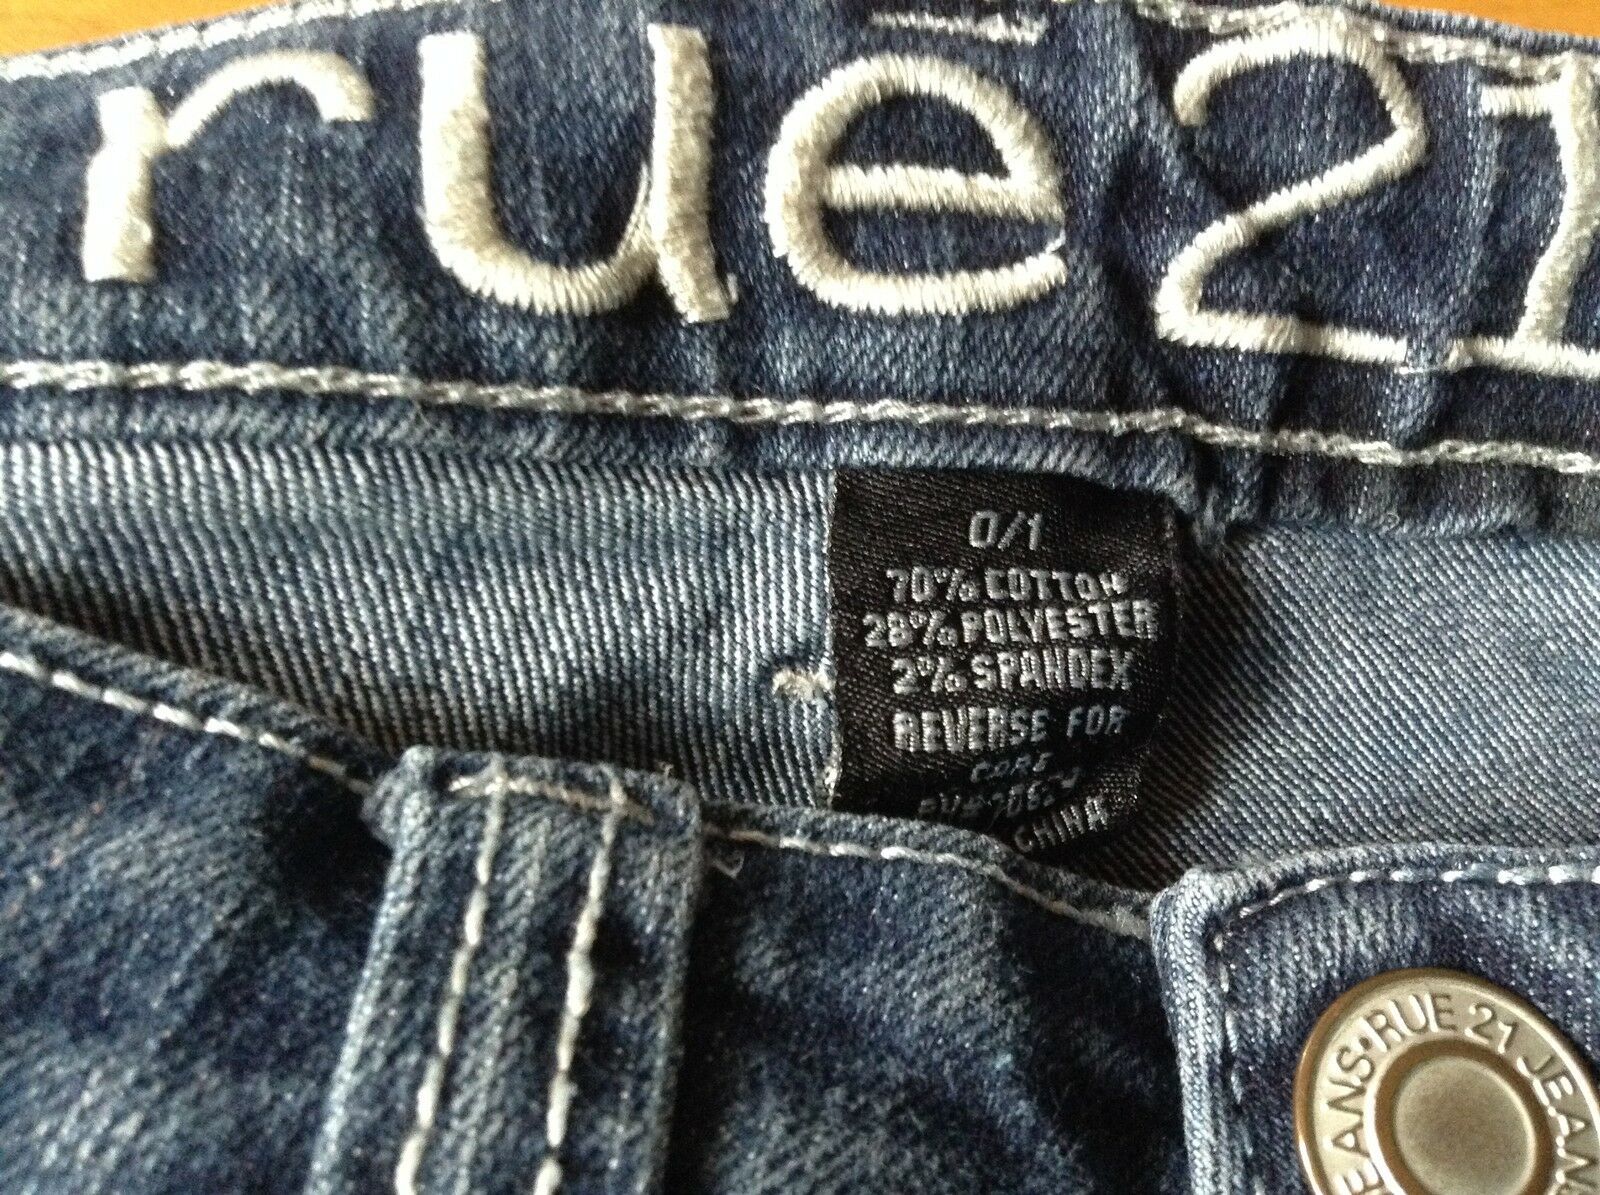 rue21
0/1
70% COTTON
28% POLYESTER
2% SPANDEX
REVERSE FOR
CARE
CHINA
JEANS • RUE 21 JEANS